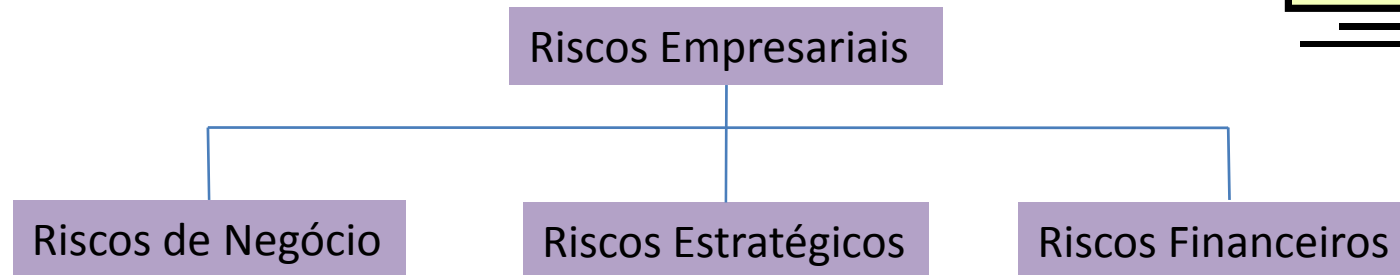 Riscos Empresariais
Riscos de Negócio
Riscos Estratégicos
Riscos Financeiros